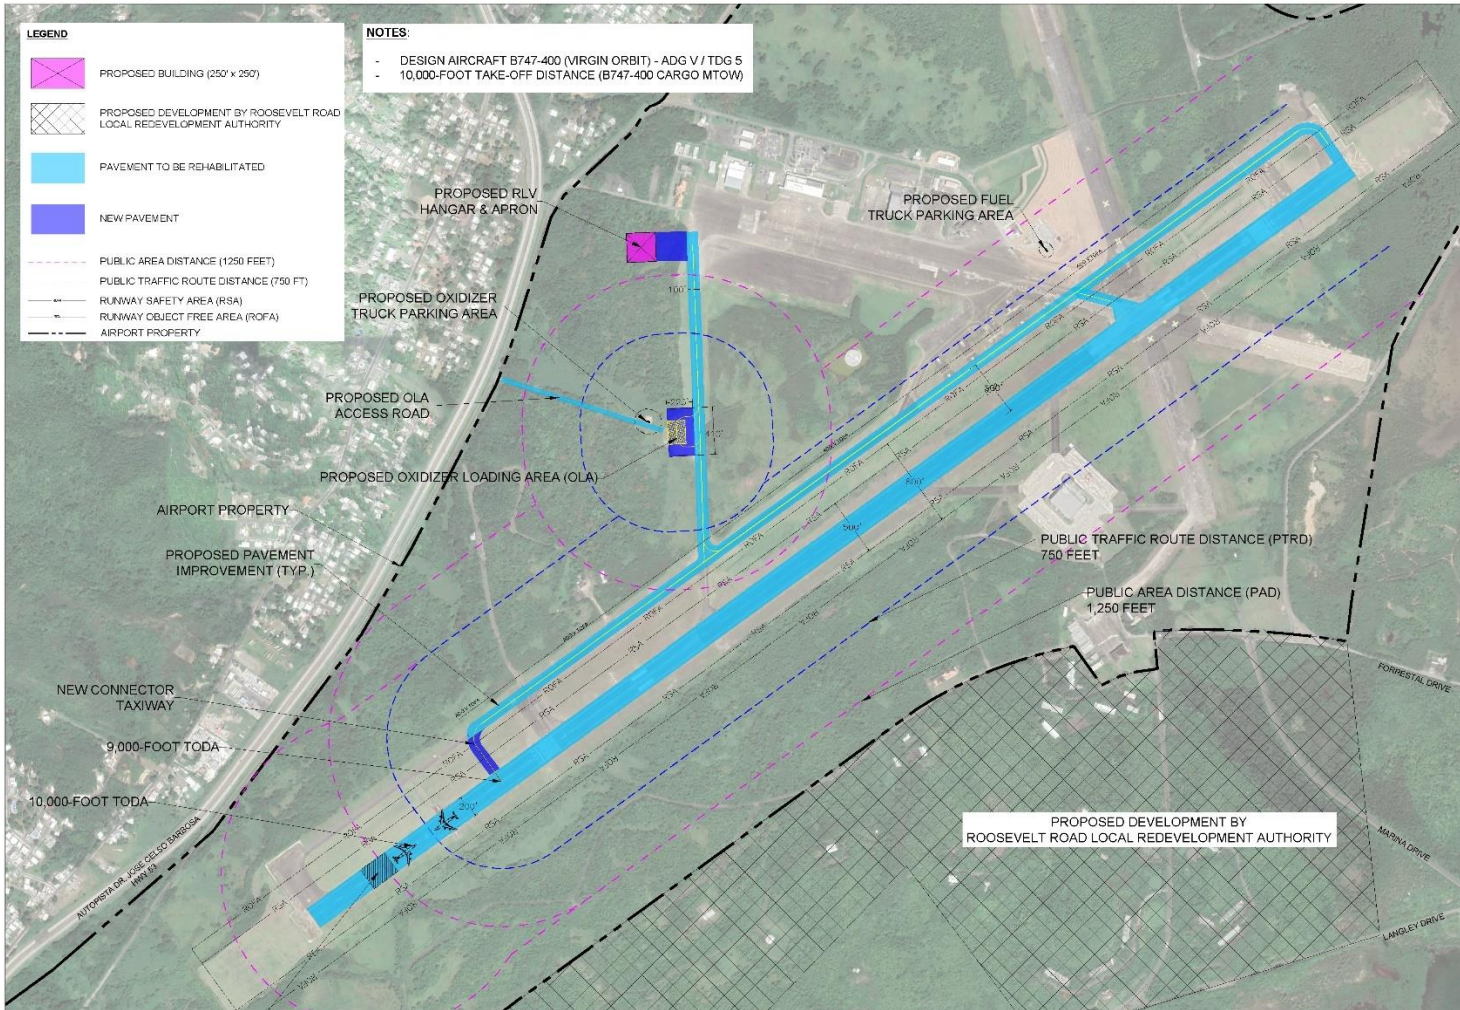 LEGEND
PROPOSED BUILDING (250' x 250')
PROPOSED DEVELOPMENT BY ROOSEVELT ROAD
LOCAL REDEVELOPMENT AUTHORITY
PAVEMENT TO BE REHABILITATED
NEW PAVEMENT
PUBLIC AREA DISTANCE (1250 FEET)
PUBLIC TRAFFIC ROUTE DISTANCE (750 FT)
RUNWAY SAFETY AREA (RSA)
RUNWAY OBJECT FREE AREA (ROFA)
AIRPORT PROPERTY
NOTES:
- DESIGN AIRCRAFT B747-400 (VIRGIN ORBIT) - ADG V / TDG 5
- 10,000-FOOT TAKE-OFF DISTANCE (B747-400 CARGO MTOW)
PROPOSED RLV
HANGAR & APRON
PROPOSED FUEL
TRUCK PARKING AREA
100'
PROPOSED OXIDIZER
TRUCK PARKING AREA
PROPOSED OLA
ACCESS ROAD
PROPOSED OXIDIZER LOADING AREA (OLA)
AIRPORT PROPERTY
PROPOSED PAVEMENT
IMPROVEMENT (TYP.)
500'
PUBLIC TRAFFIC ROUTE DISTANCE (PTRD)
750 FEET
PUBLIC AREA DISTANCE (PAD)
1,250 FEET
ROFA
RSA
NEW CONNECTOR
TAXIWAY
9,000-FOOT TODA
10,000-FOOT TODA
200'
FORRESTAL DRIVE
MARINA DRIVE
LANGLEY DRIVE
PROPOSED DEVELOPMENT BY
ROOSEVELT ROAD LOCAL REDEVELOPMENT AUTHORITY
AUTOPISTA DR. JOSE CELSO BARBOSA
HWY 53